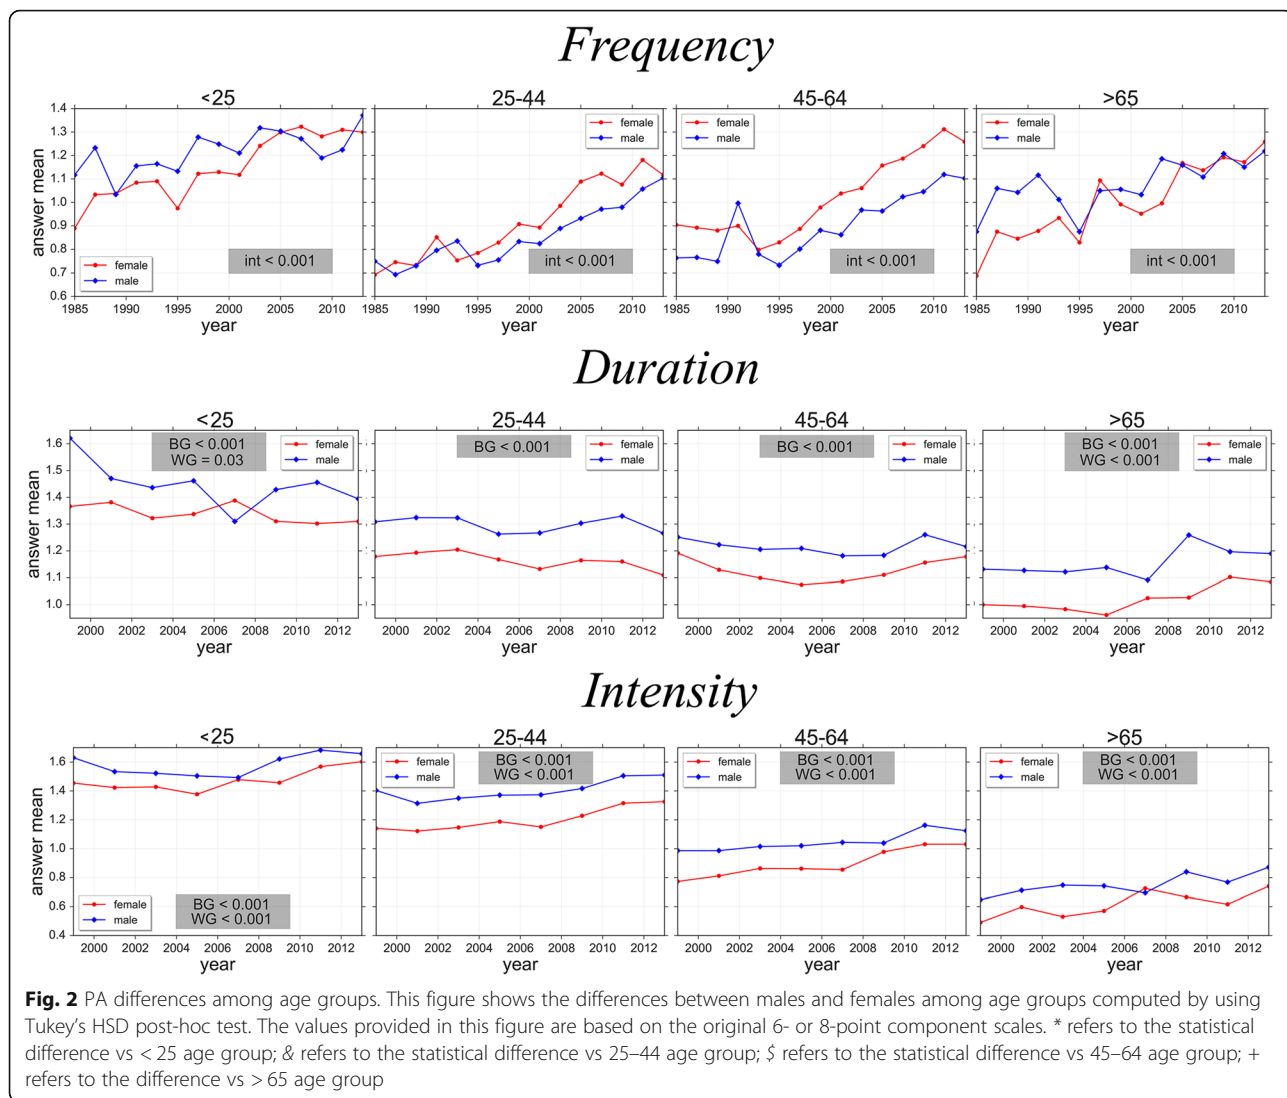 Frequency
<25 25-44 45-64 >65
answer mean
1.4
1.3
1.2
1.1
1.0
0.9
0.8
0.7
0.6
female
male
int < 0.001
1985 1990 1995 2000 2005 2010
year
female
male
int < 0.001
1985 1990 1995 2000 2005 2010
year
female
male
int < 0.001
1985 1990 1995 2000 2005 2010
year
female
male
int < 0.001
1985 1990 1995 2000 2005 2010
year
Duration
<25 25-44 45-64 >65
answer mean
1.6
1.5
1.4
1.3
1.2
1.1
1.0
BG < 0.001
WG = 0.03
female
male
2000 2002 2004 2006 2008 2010 2012
year
BG < 0.001
female
male
2000 2002 2004 2006 2008 2010 2012
year
BG < 0.001
female
male
2000 2002 2004 2006 2008 2010 2012
year
BG < 0.001
WG < 0.001
female
male
2000 2002 2004 2006 2008 2010 2012
year
Intensity
<25 25-44 45-64 >65
answer mean
1.6
1.4
1.2
1.0
0.8
0.6
0.4
female
male
BG < 0.001
WG < 0.001
2000 2002 2004 2006 2008 2010 2012
year
female
male
BG < 0.001
WG < 0.001
2000 2002 2004 2006 2008 2010 2012
year
female
male
BG < 0.001
WG < 0.001
2000 2002 2004 2006 2008 2010 2012
year
female
male
BG < 0.001
WG < 0.001
2000 2002 2004 2006 2008 2010 2012
year
Fig. 2 PA differences among age groups. This figure shows the differences between males and females among age groups computed by using
Tukey's HSD post-hoc test. The values provided in this figure are based on the original 6- or 8-point component scales. * refers to the statistical
difference vs < 25 age group; & refers to the statistical difference vs 25–44 age group; $ refers to the statistical difference vs 45–64 age group; +
refers to the difference vs > 65 age group